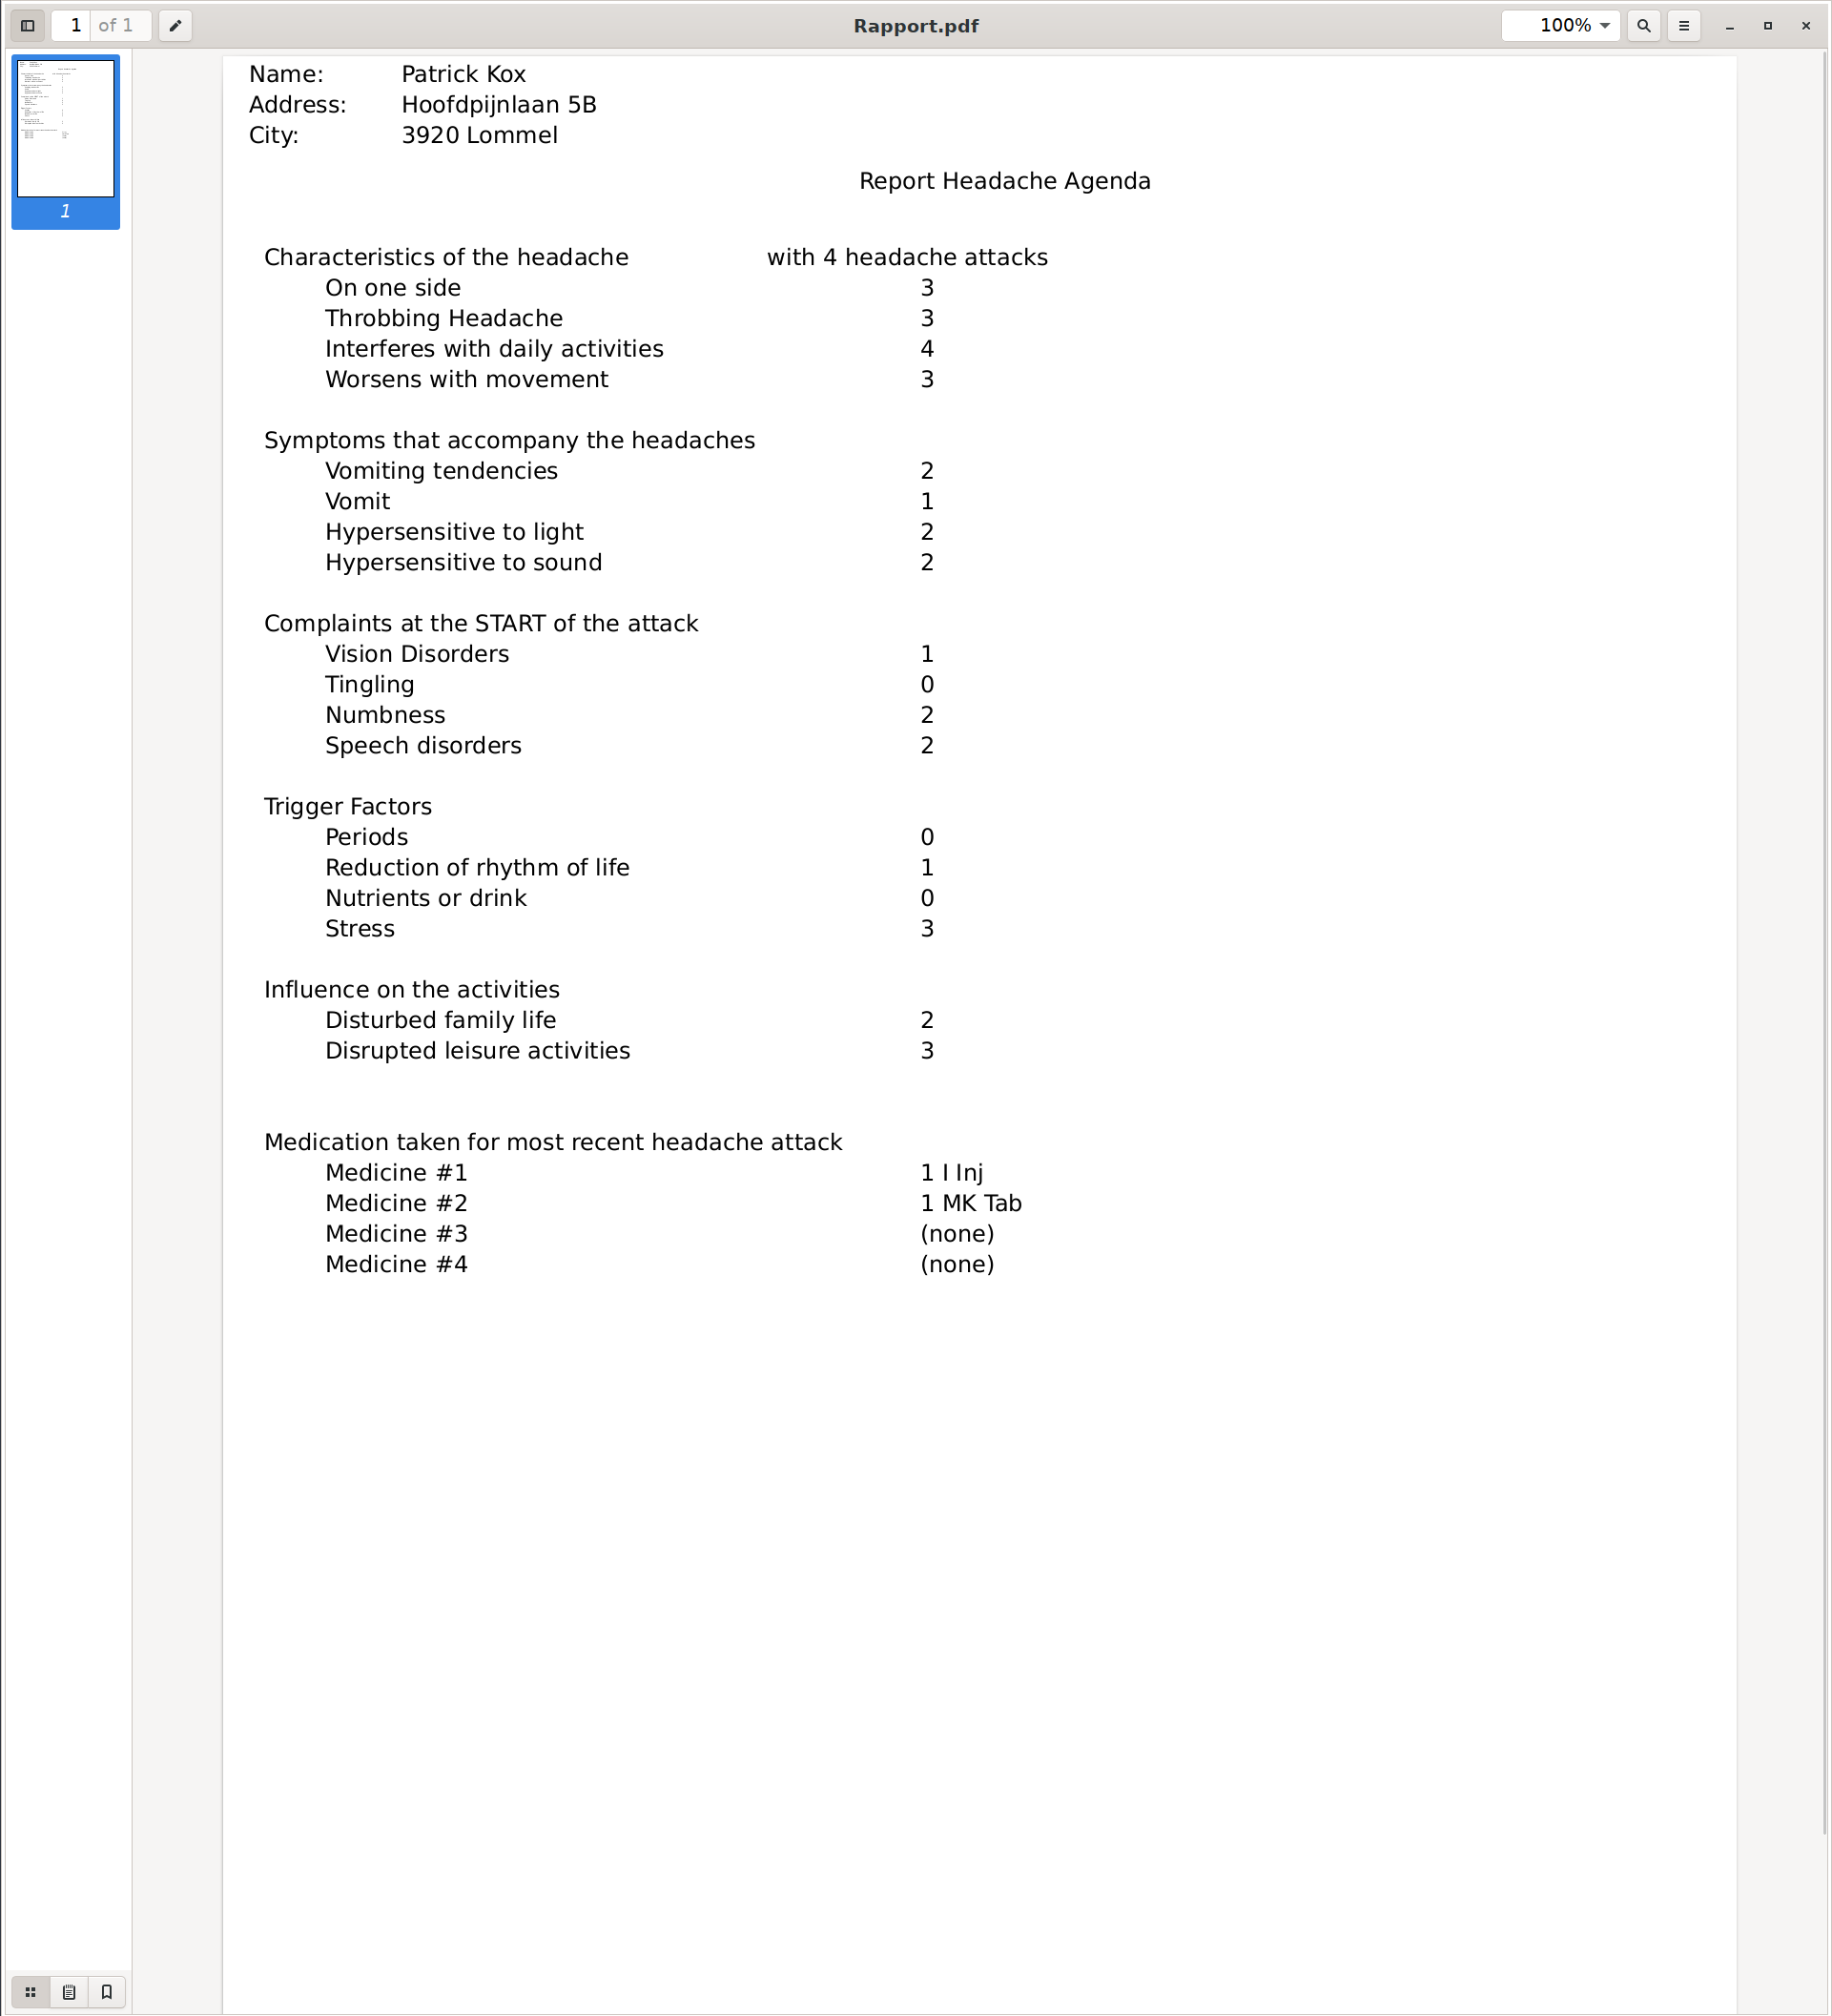 1 of 1 Rapport.pdf 100%
Name: Patrick Kox
Address: Hoofdpijnlaan 5B
City: 3920 Lommel
1
Report Headache Agenda
Characteristics of the headache with 4 headache attacks
On one side 3
Throbbing Headache 3
Interferes with daily activities 4
Worsens with movement 3
Symptoms that accompany the headaches
Vomiting tendencies 2
Vomit 1
Hypersensitive to light 2
Hypersensitive to sound 2
Complaints at the START of the attack
Vision Disorders 1
Tingling 0
Numbness 2
Speech disorders 2
Trigger Factors
Periods 0
Reduction of rhythm of life 1
Nutrients or drink 0
Stress 3
Influence on the activities
Disturbed family life 2
Disrupted leisure activities 3
Medication taken for most recent headache attack
Medicine #1 1 I Inj
Medicine #2 1 MK Tab
Medicine #3 (none)
Medicine #4 (none)